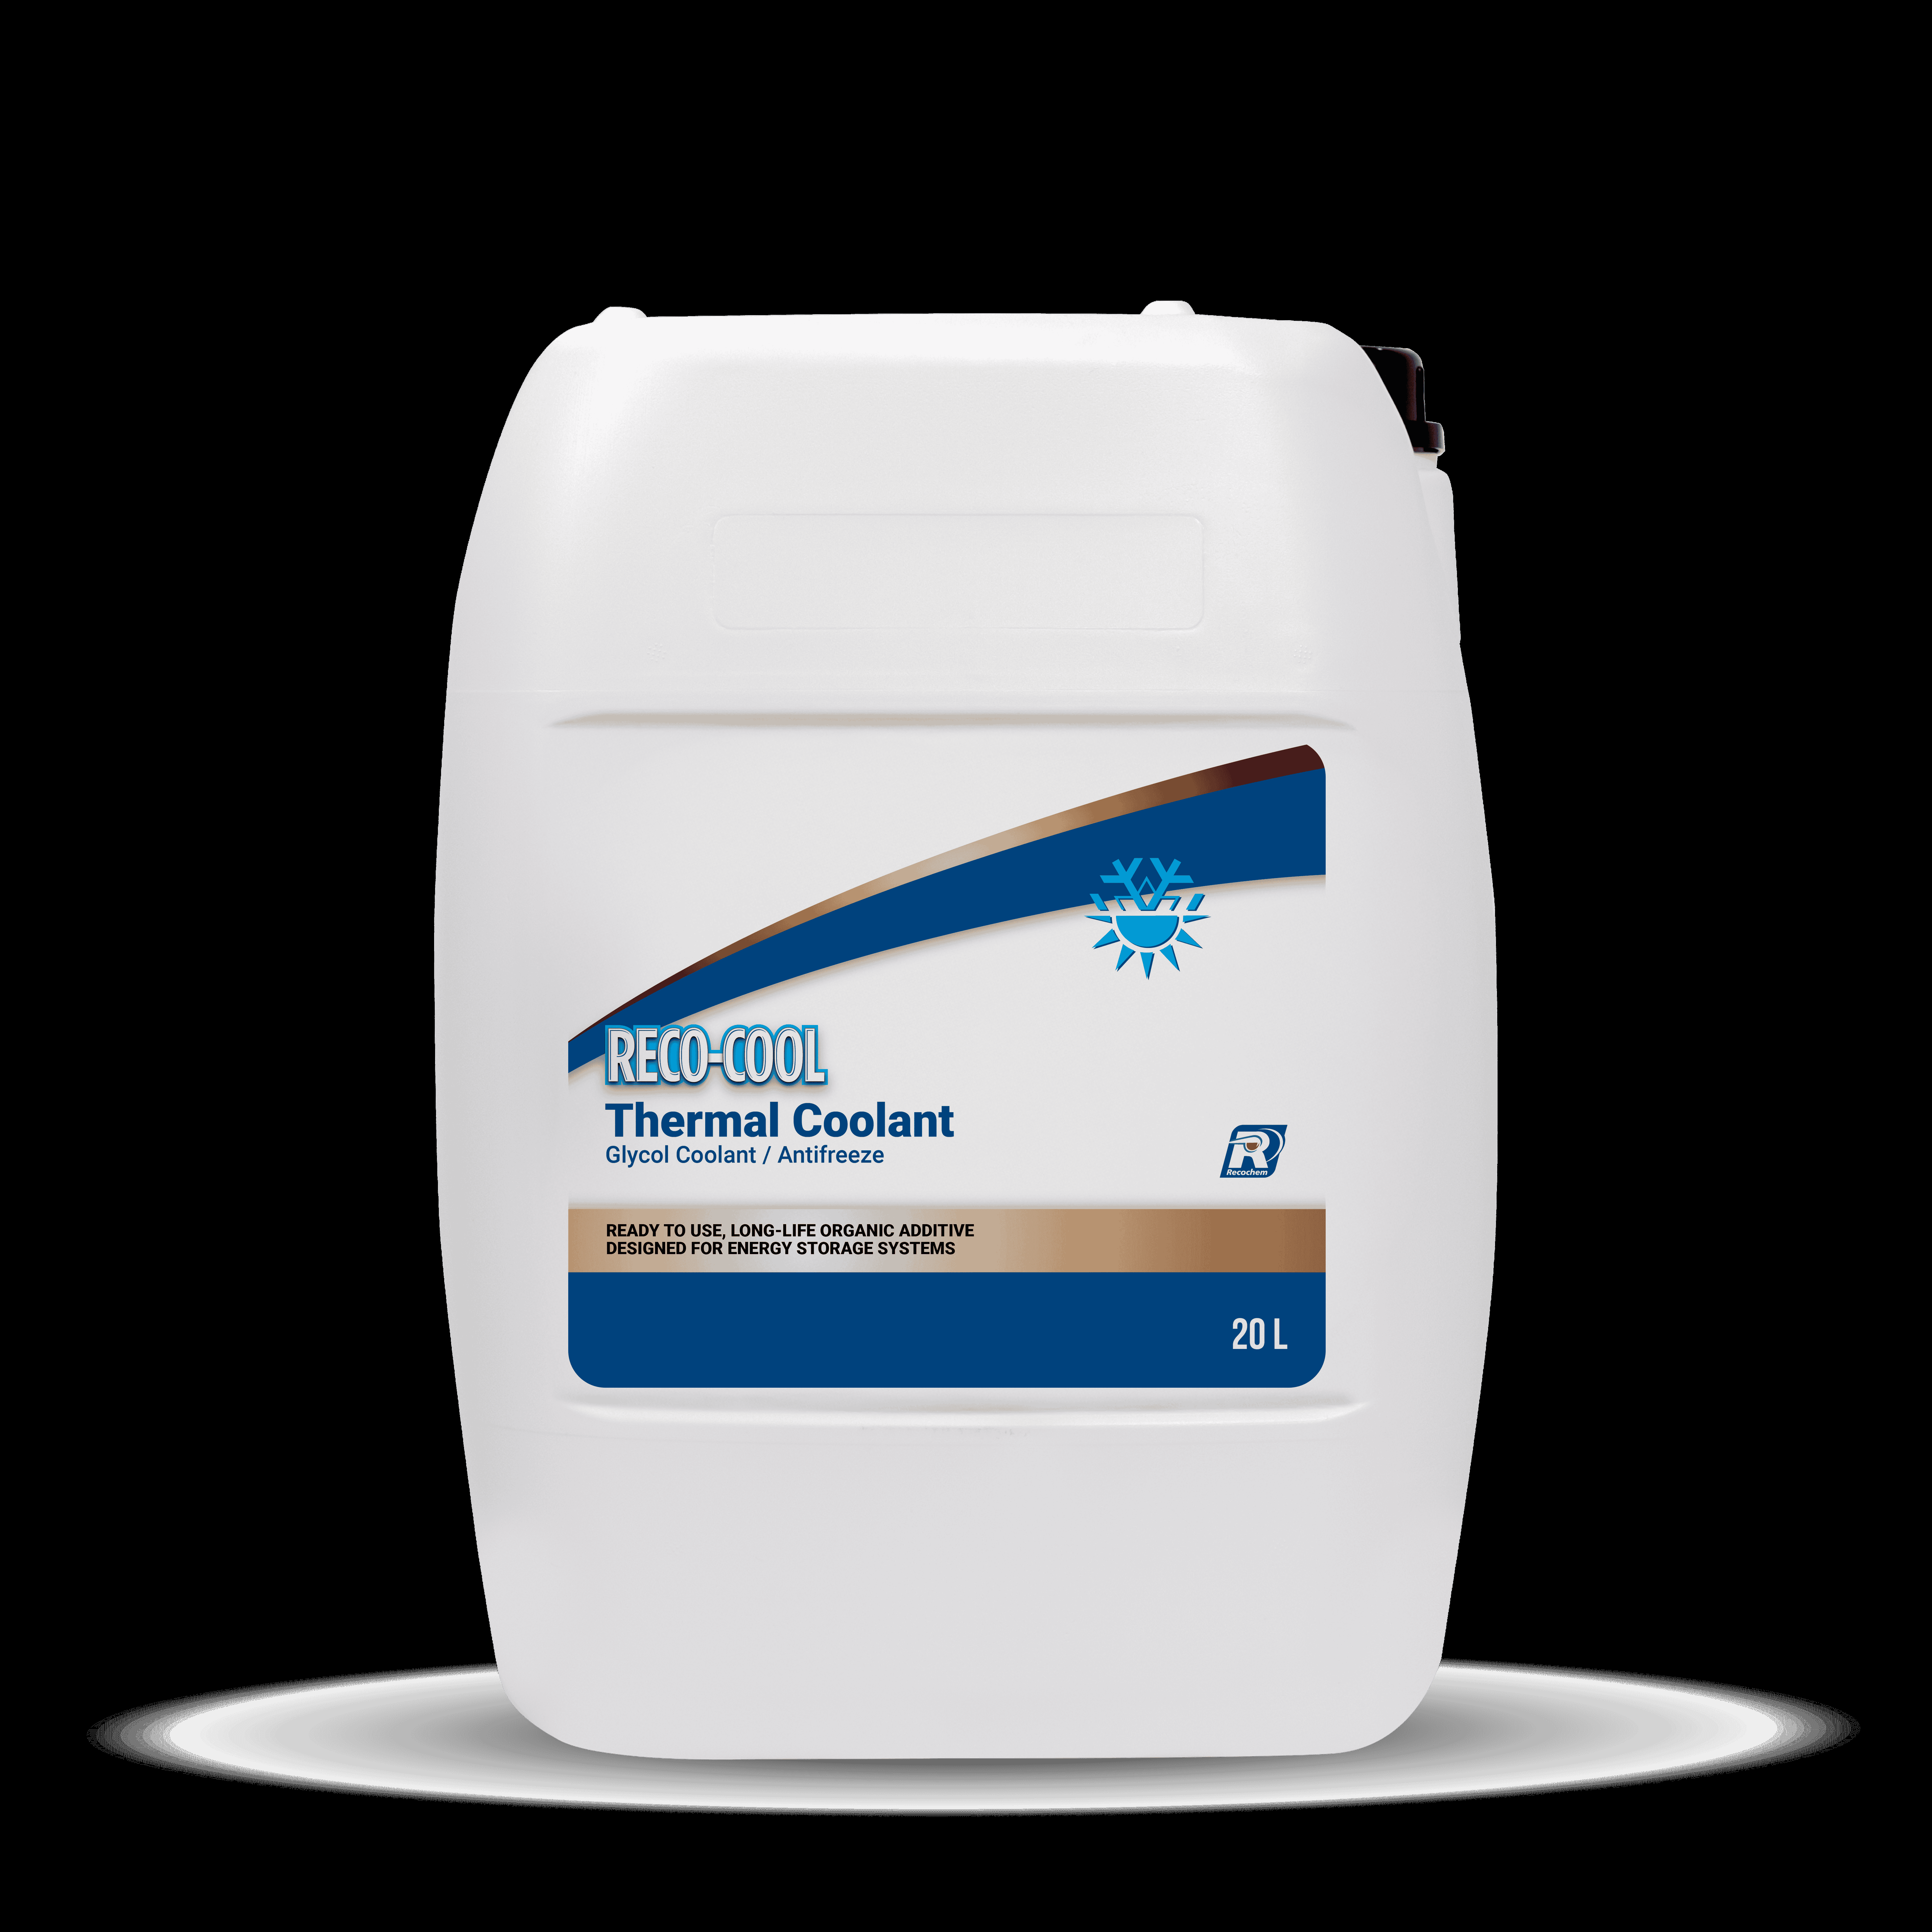 RECO-COOL
Thermal Coolant
Glycol Coolant / Antifreeze
Recochem
READY TO USE, LONG-LIFE ORGANIC ADDITIVE
DESIGNED FOR ENERGY STORAGE SYSTEMS
20 L